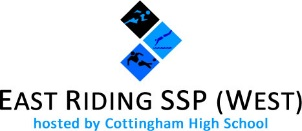 EAST RIDING SSP (WEST)
hosted by Cottingham High School